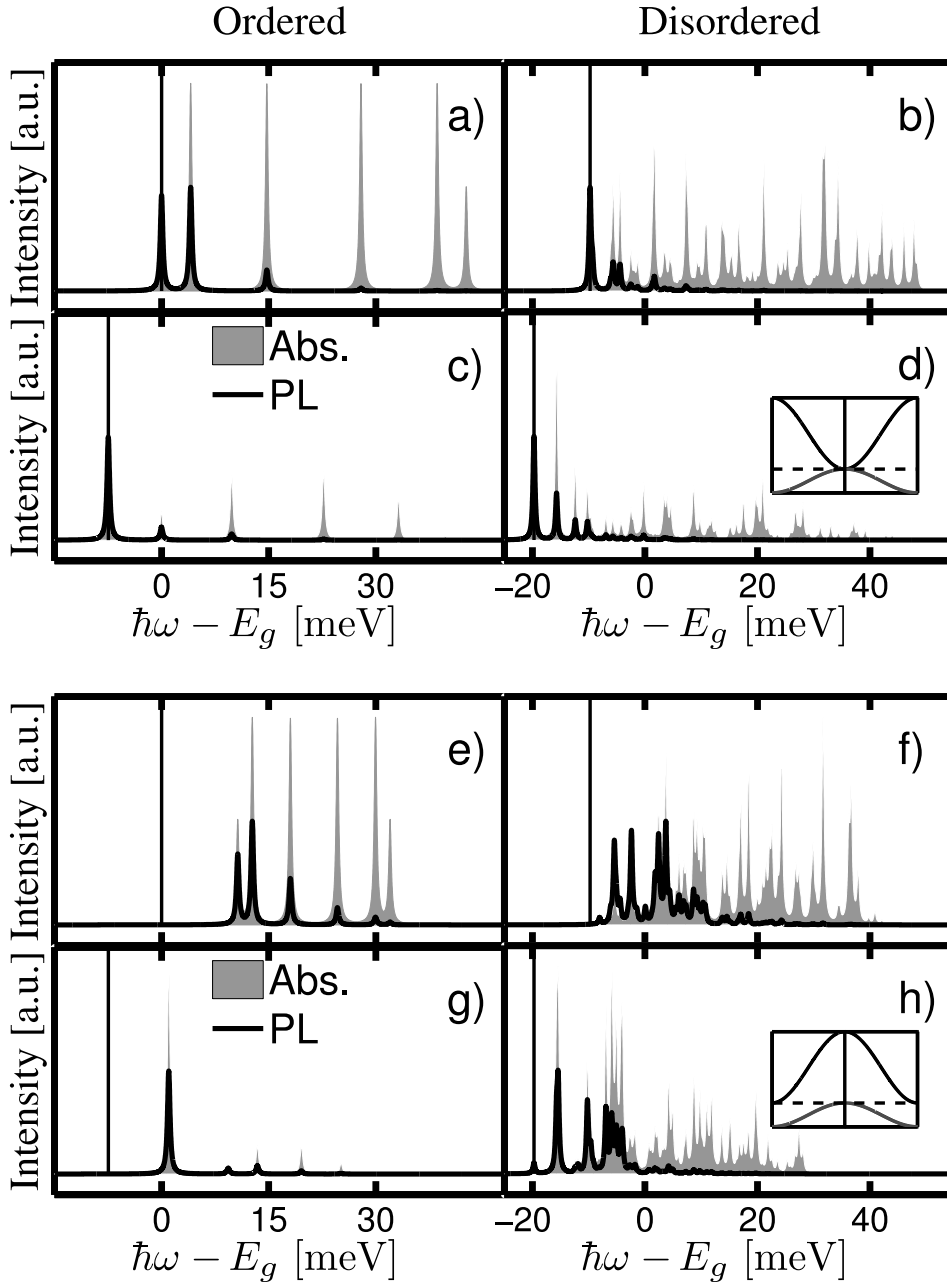 Ordered Disordered
Intensity [a.u.] a) b)
Intensity [a.u.] Abs. PL c) d)
0 15 30 −20 0 20 40
ħω − E_g [meV] ħω − E_g [meV]
Intensity [a.u.] e) f)
Intensity [a.u.] Abs. PL g) h)
0 15 30 −20 0 20 40
ħω − E_g [meV] ħω − E_g [meV]